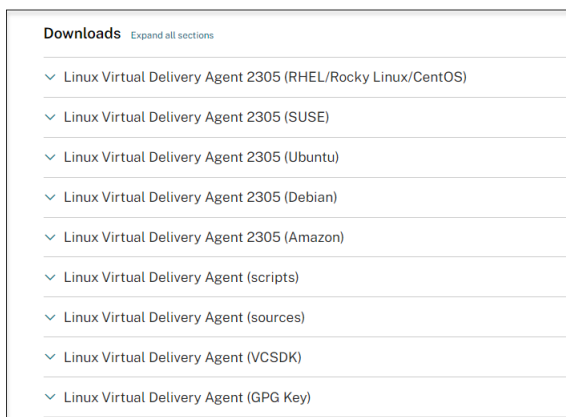 Downloads Expand all sections
Linux Virtual Delivery Agent 2305 (RHEL/Rocky Linux/CentOS)
Linux Virtual Delivery Agent 2305 (SUSE)
Linux Virtual Delivery Agent 2305 (Ubuntu)
Linux Virtual Delivery Agent 2305 (Debian)
Linux Virtual Delivery Agent 2305 (Amazon)
Linux Virtual Delivery Agent (scripts)
Linux Virtual Delivery Agent (sources)
Linux Virtual Delivery Agent (VCSDK)
Linux Virtual Delivery Agent (GPG Key)